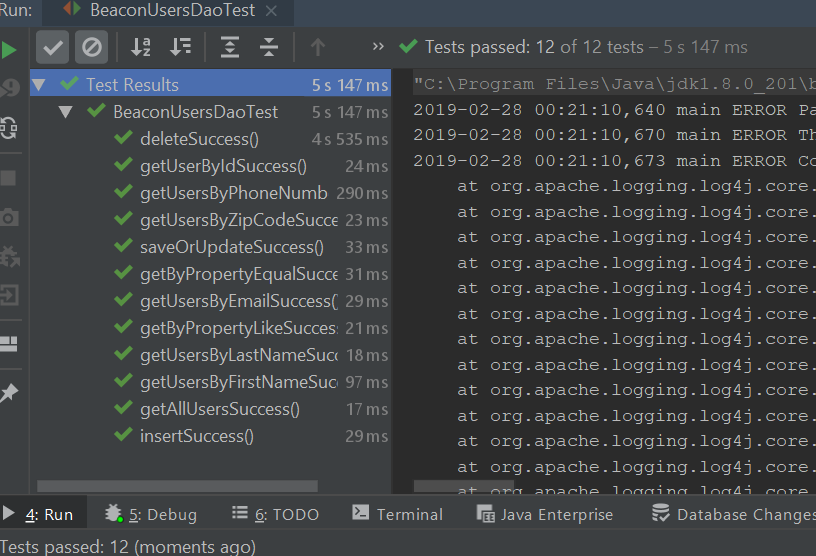 Run: BeaconUsersDaoTest
Tests passed: 12 of 12 tests – 5 s 147 ms
Test Results 5 s 147 ms
BeaconUsersDaoTest 5 s 147 ms
deleteSuccess() 4 s 535 ms
getUserByIdSuccess() 24 ms
getUsersByPhoneNumb 290 ms
getUsersByZipCodeSucce 23 ms
saveOrUpdateSuccess() 33 ms
getByPropertyEqualSucce 31 ms
getUsersByEmailSuccess( 29 ms
getByPropertyLikeSucces 21 ms
getUsersByLastNameSuc 18 ms
getUsersByFirstNameSuc 97 ms
getAllUsersSuccess() 17 ms
insertSuccess() 29 ms
"C:\Program Files\Java\jdk1.8.0_201\b
2019-02-28 00:21:10,640 main ERROR Pa
2019-02-28 00:21:10,670 main ERROR Th
2019-02-28 00:21:10,673 main ERROR Co
at org.apache.logging.log4j.core.
at org.apache.logging.log4j.core.
at org.apache.logging.log4j.core.
at org.apache.logging.log4j.core.
at org.apache.logging.log4j.core.
at org.apache.logging.log4j.core.
at org.apache.logging.log4j.core.
at org.apache.logging.log4j.core.
at org.apache.logging.log4j.core.
at org.apache.logging.log4j.core.
at org.apache.logging.log4j.core.
at org.apache.logging.log4j.core.
at org.apache.logging.log4j.core.
4: Run 5: Debug 6: TODO Terminal Java Enterprise Database Changes
Tests passed: 12 (moments ago)